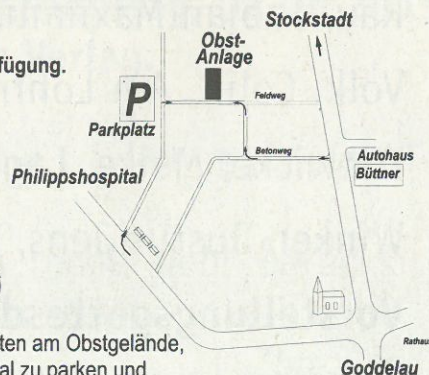 Stockstadt
Obst-
Anlage
fügung.
P
Feldweg
Parkplatz
Betonweg
Autohaus
Büttner
Philippshospital
ten am Obstgelände,
al zu parken und
Rathaus
Goddelau